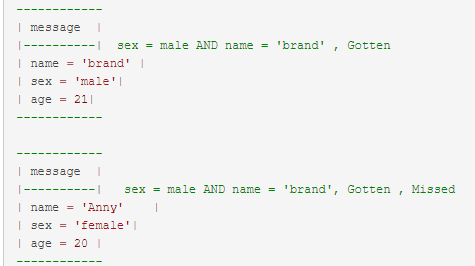 ------------
| message  |
|----------|  sex = male AND name = 'brand' , Gotten
| name = 'brand' |
| sex = 'male'|
| age = 21|
------------
------------
| message  |
|----------|   sex = male AND name = 'brand', Gotten , Missed
| name = 'Anny'    |
| sex = 'female'|
| age = 20 |
------------